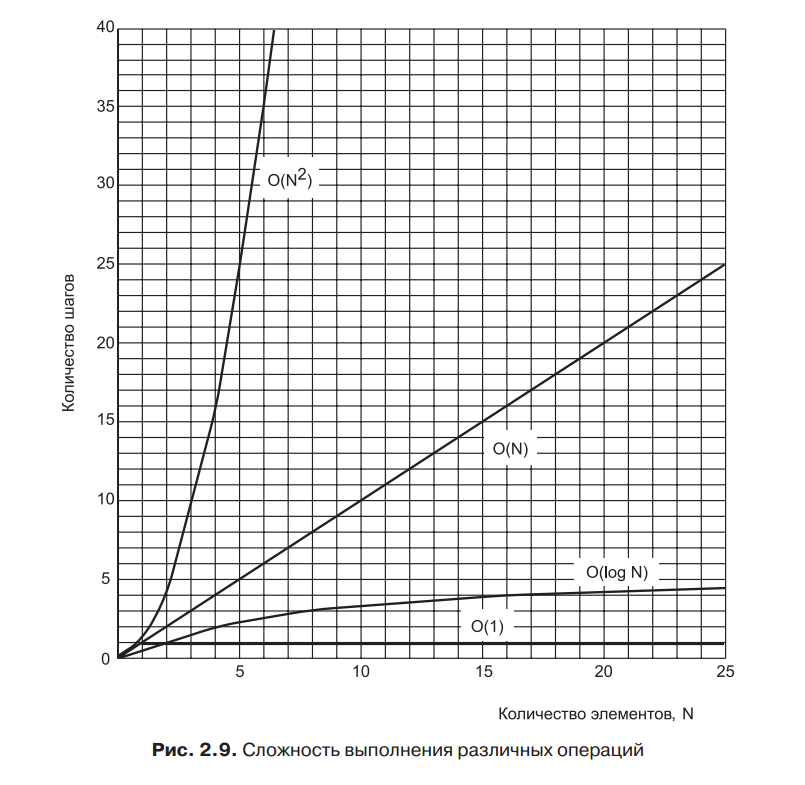 40
35
30
O(N2)
25
20
15
O(N)
10
5
O(log N)
O(1)
0
5
10
15
20
25
Количество шагов
Количество элементов, N
Рис. 2.9. Сложность выполнения различных операций